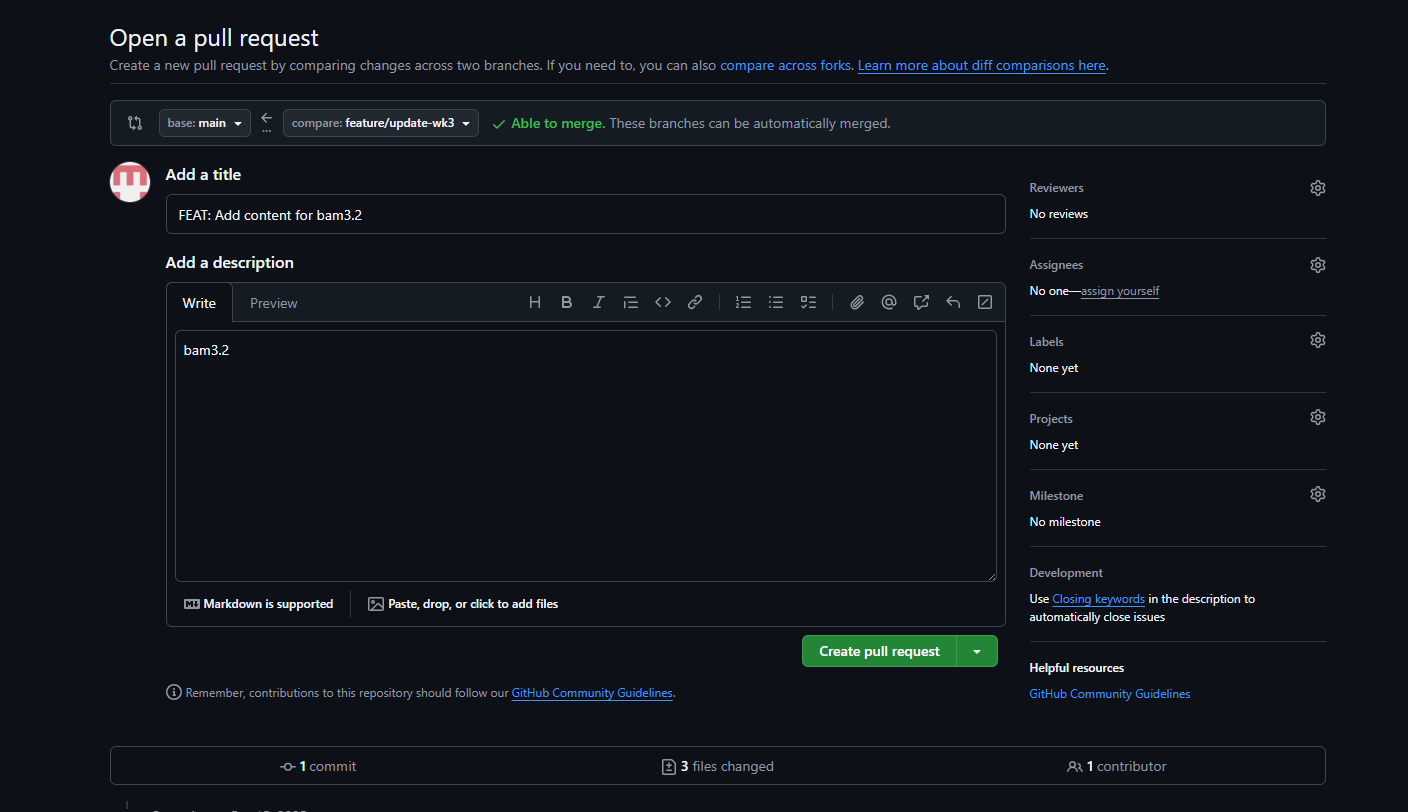 Open a pull request
Create a new pull request by comparing changes across two branches. If you need to, you can also compare across forks. Learn more about diff comparisons here.
base: main
...
compare: feature/update-wk3
Able to merge. These branches can be automatically merged.
Add a title
FEAT: Add content for bam3.2
Add a description
Write
Preview
bam3.2
Markdown is supported
Paste, drop, or click to add files
Create pull request
Remember, contributions to this repository should follow our GitHub Community Guidelines.
Reviewers
No reviews
Assignees
No one—assign yourself
Labels
None yet
Projects
None yet
Milestone
No milestone
Development
Use Closing keywords in the description to
automatically close issues
Helpful resources
GitHub Community Guidelines
1 commit
3 files changed
1 contributor